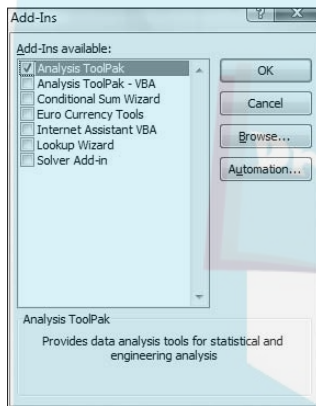 Add-Ins
Add-Ins available:
Analysis ToolPak
Analysis ToolPak - VBA
Conditional Sum Wizard
Euro Currency Tools
Internet Assistant VBA
Lookup Wizard
Solver Add-in
OK
Cancel
Browse...
Automation...
Analysis ToolPak
Provides data analysis tools for statistical and
engineering analysis